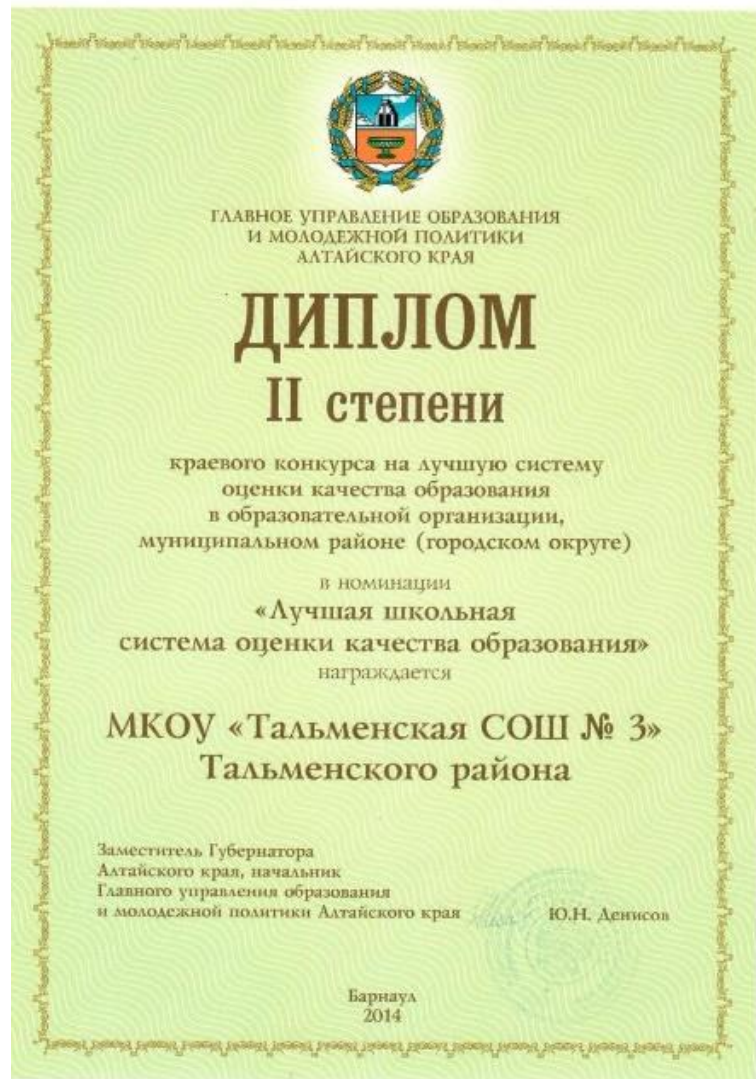 ГЛАВНОЕ УПРАВЛЕНИЕ ОБРАЗОВАНИЯ
И МОЛОДЕЖНОЙ ПОЛИТИКИ
АЛТАЙСКОГО КРАЯ
ДИПЛОМ
II степени
краевого конкурса на лучшую систему
оценки качества образования
в образовательной организации,
муниципальном районе (городском округе)
в номинации
«Лучшая школьная
система оценки качества образования»
награждается
МКОУ «Тальменская СОШ № 3»
Тальменского района
Заместитель Губернатора
Алтайского края, начальник
Главного управления образования
и молодежной политики Алтайского края Ю.Н. Денисов
Барнаул
2014